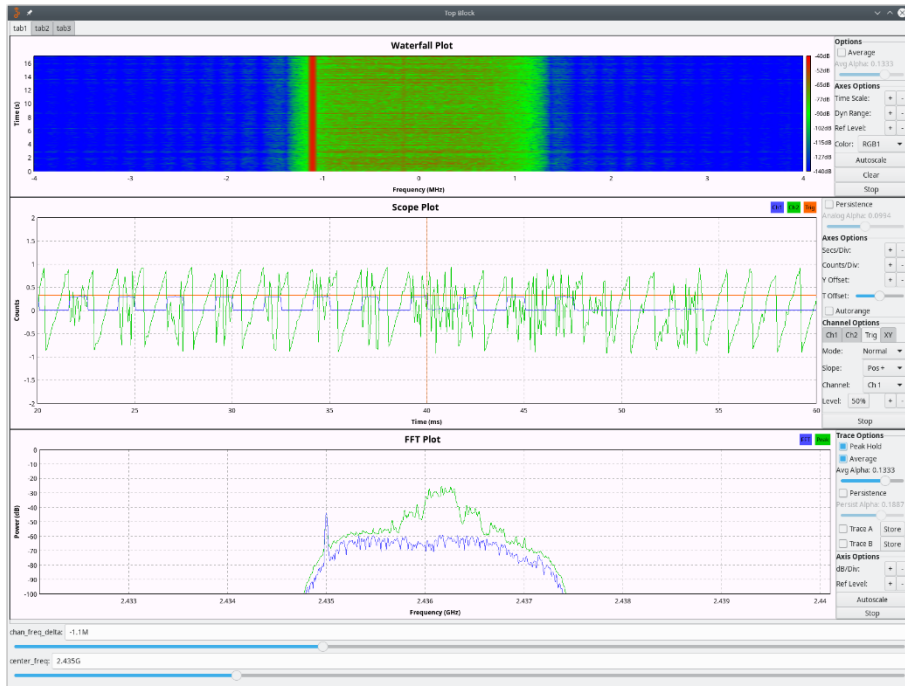 Top Block
tab1 tab2 tab3
Waterfall Plot
Time (s)
16
14
12
10
8
6
4
2
0
-4 -3 -2 -1 0 1 2 3 4
Frequency (MHz)
-40dB
-52dB
-65dB
-77dB
-90dB
-102dB
-115dB
-127dB
-140dB
Options
Average
Avg Alpha: 0.1333
Axes Options
Time Scale: + -
Dyn Range: + -
Ref Level: + -
Color: RGB1
Autoscale
Clear
Stop
Scope Plot
Ch1 Ch2 Trig
Counts
2
1.5
1
0.5
0
-0.5
-1
-1.5
-2
20 25 30 35 40 45 50 55 60
Time (ms)
Persistence
Analog Alpha: 0.0994
Axes Options
Secs/Div: + -
Counts/Div: + -
Y Offset: + -
T Offset:
Autorange
Channel Options
Ch1 Ch2 Trig XY
Mode: Normal
Slope: Pos +
Channel: Ch 1
Level: 50% + -
Stop
FFT Plot
FFT Peak
Power (dB)
0
-10
-20
-30
-40
-50
-60
-70
-80
-90
-100
2.433 2.434 2.435 2.436 2.437 2.438 2.439 2.44
Frequency (GHz)
Trace Options
Peak Hold
Average
Avg Alpha: 0.1333
Persistence
Persist Alpha: 0.1887
Trace A Store
Trace B Store
Axis Options
dB/Div: + -
Ref Level: + -
Autoscale
Stop
chan_freq_delta: -1.1M
center_freq: 2.435G